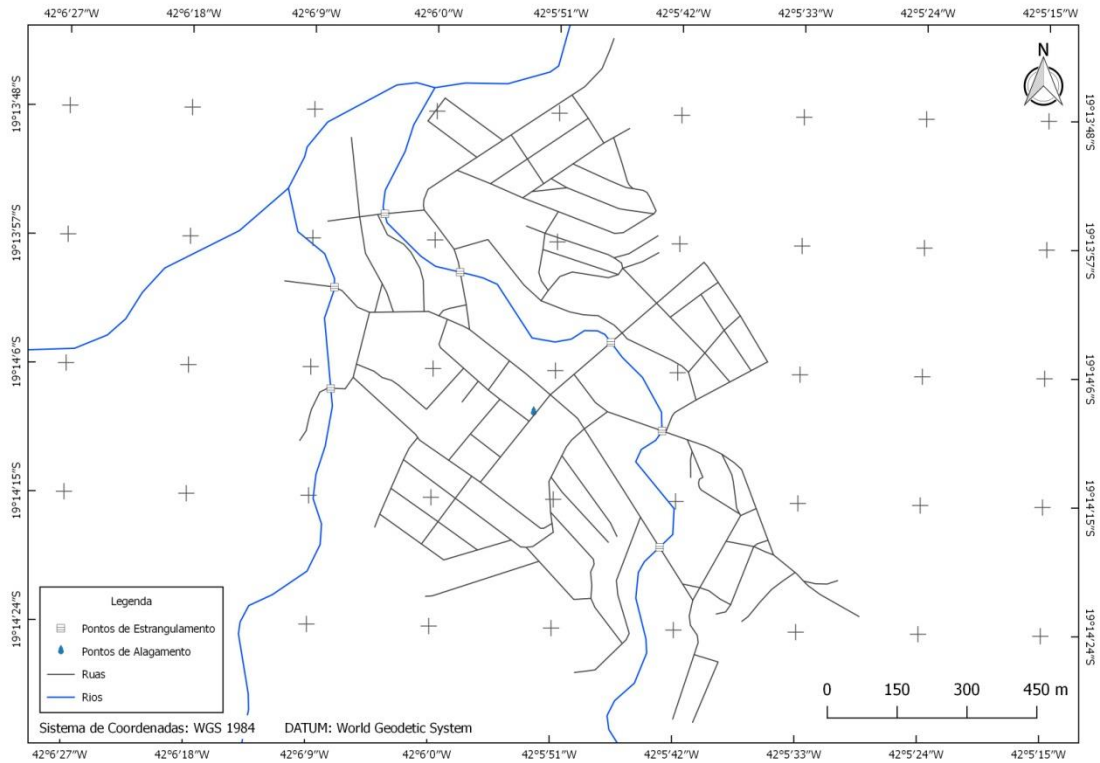 42°6'27"W 42°6'18"W 42°6'9"W 42°6'0"W 42°5'51"W 42°5'42"W 42°5'33"W 42°5'24"W 42°5'15"W
N
19°13'48"S 19°13'48"S
19°13'57"S 19°13'57"S
19°14'6"S 19°14'6"S
19°14'15"S 19°14'15"S
19°14'24"S 19°14'24"S
Legenda
Pontos de Estrangulamento
Pontos de Alagamento
Ruas
Rios
0 150 300 450 m
Sistema de Coordenadas: WGS 1984 DATUM: World Geodetic System
42°6'27"W 42°6'18"W 42°6'9"W 42°6'0"W 42°5'51"W 42°5'42"W 42°5'33"W 42°5'24"W 42°5'15"W